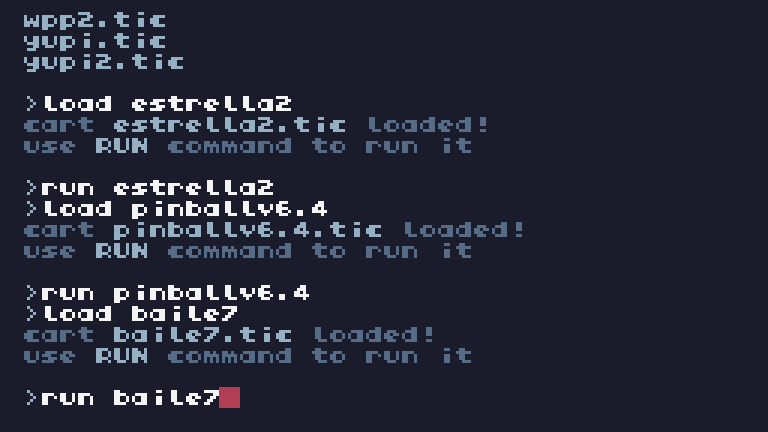 wpp2.tic
yupi.tic
yupi2.tic
>load estrella2
cart estrella2.tic loaded!
use RUN command to run it
>run estrella2
>load pinballv6.4
cart pinballv6.4.tic loaded!
use RUN command to run it
>run pinballv6.4
>load baile7
cart baile7.tic loaded!
use RUN command to run it
>run baile7